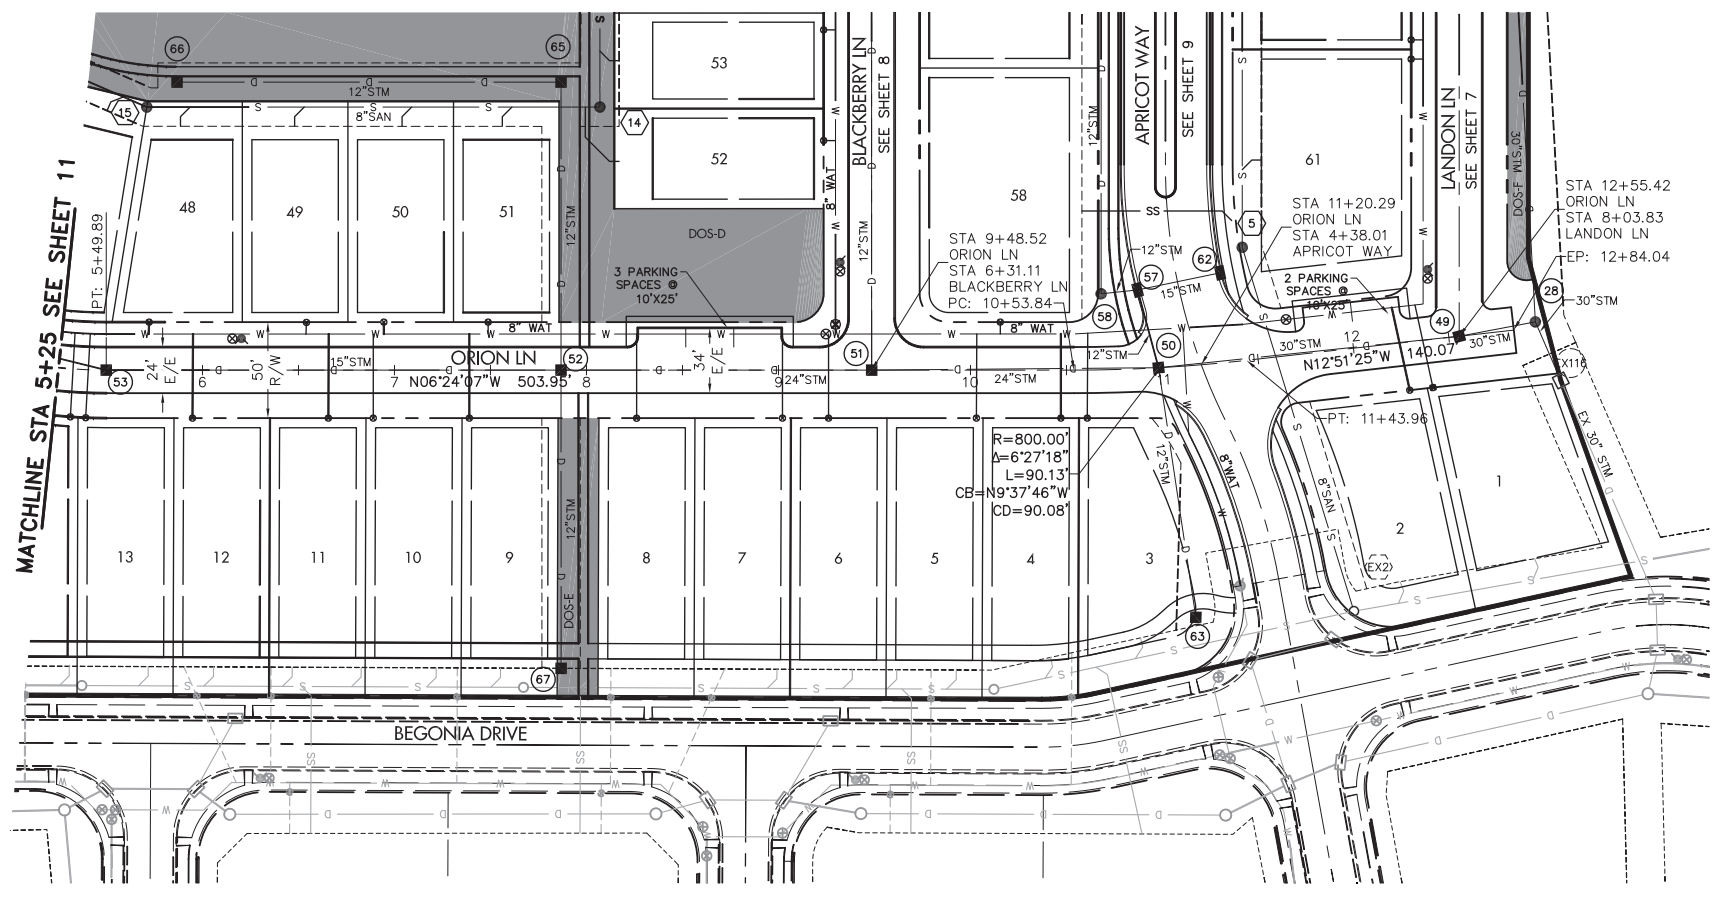 66
65
12"STM
8"SAN
15
14
53
52
48
49
50
51
12"STM
DOS-D
3 PARKING
SPACES @
10'X25'
8" WAT
BLACKBERRY LN
SEE SHEET 8
12"STM
58
12"STM
APRICOT WAY
SEE SHEET 9
61
LANDON LN
SEE SHEET 7
30"STM
DOS-F
STA 12+55.42
ORION LN
STA 8+03.83
LANDON LN
EP: 12+84.04
STA 11+20.29
ORION LN
STA 4+38.01
APRICOT WAY
STA 9+48.52
ORION LN
STA 6+31.11
BLACKBERRY LN
PC: 10+53.84
2 PARKING
SPACES @
10'X25'
SS
5
12"STM
57
62
15"STM
58
28
30"STM
MATCHLINE STA 5+25 SEE SHEET 11
PT: 5+49.89
8" WAT
8" WAT
ORION LN
N06°24'07"W 503.95'
24'
E/E
50'
R/W
34'
E/E
15"STM
53
52
51
50
49
6
7
8
9
10
11
12
24"STM
24"STM
12"STM
30"STM
30"STM
N12°51'25"W 140.07'
EX116
PT: 11+43.96
EX 30" STM
R=800.00'
Δ=6°27'18"
L=90.13'
CB=N9°37'46"W
CD=90.08'
12"STM
8"WAT
8"SAN
13
12
11
10
9
8
7
6
5
4
3
2
1
12"STM
DOS-E
EX2
63
67
BEGONIA DRIVE
SS
SS
SS
SS